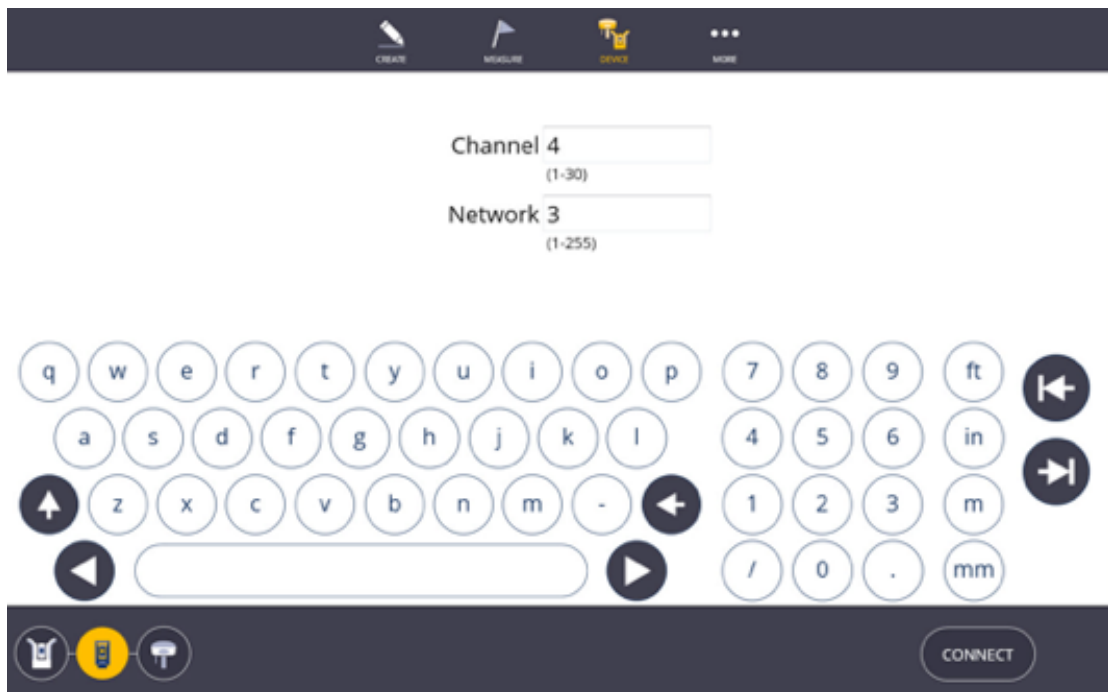 CREATE MEASURE DEVICE MORE
Channel 4
(1-30)
Network 3
(1-255)
q w e r t y u i o p 7 8 9 ft
a s d f g h j k l 4 5 6 in
z x c v b n m - 1 2 3 m
/ 0 . mm
CONNECT